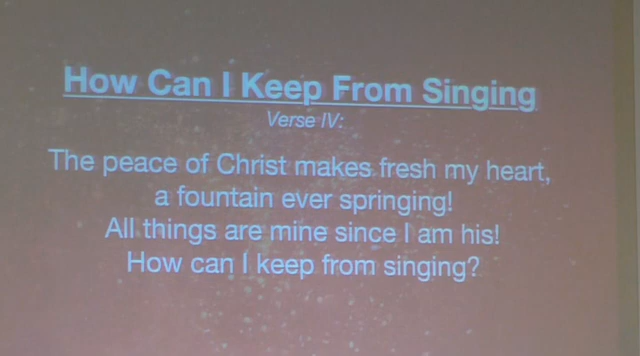 How Can I Keep From Singing
Verse IV:
The peace of Christ makes fresh my heart,
a fountain ever springing!
All things are mine since I am his!
How can I keep from singing?